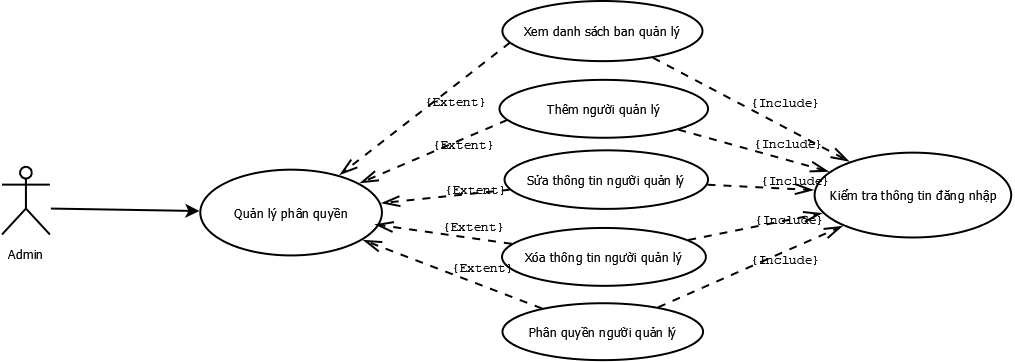 Xem danh sách ban quản lý
{Extent}
{Include}
Thêm người quản lý
{Extent}
{Include}
Sửa thông tin người quản lý
{Extent}
{Include}
Kiểm tra thông tin đăng nhập
Quản lý phân quyền
Admin
{Extent}
{Include}
Xóa thông tin người quản lý
{Extent}
{Include}
Phân quyền người quản lý